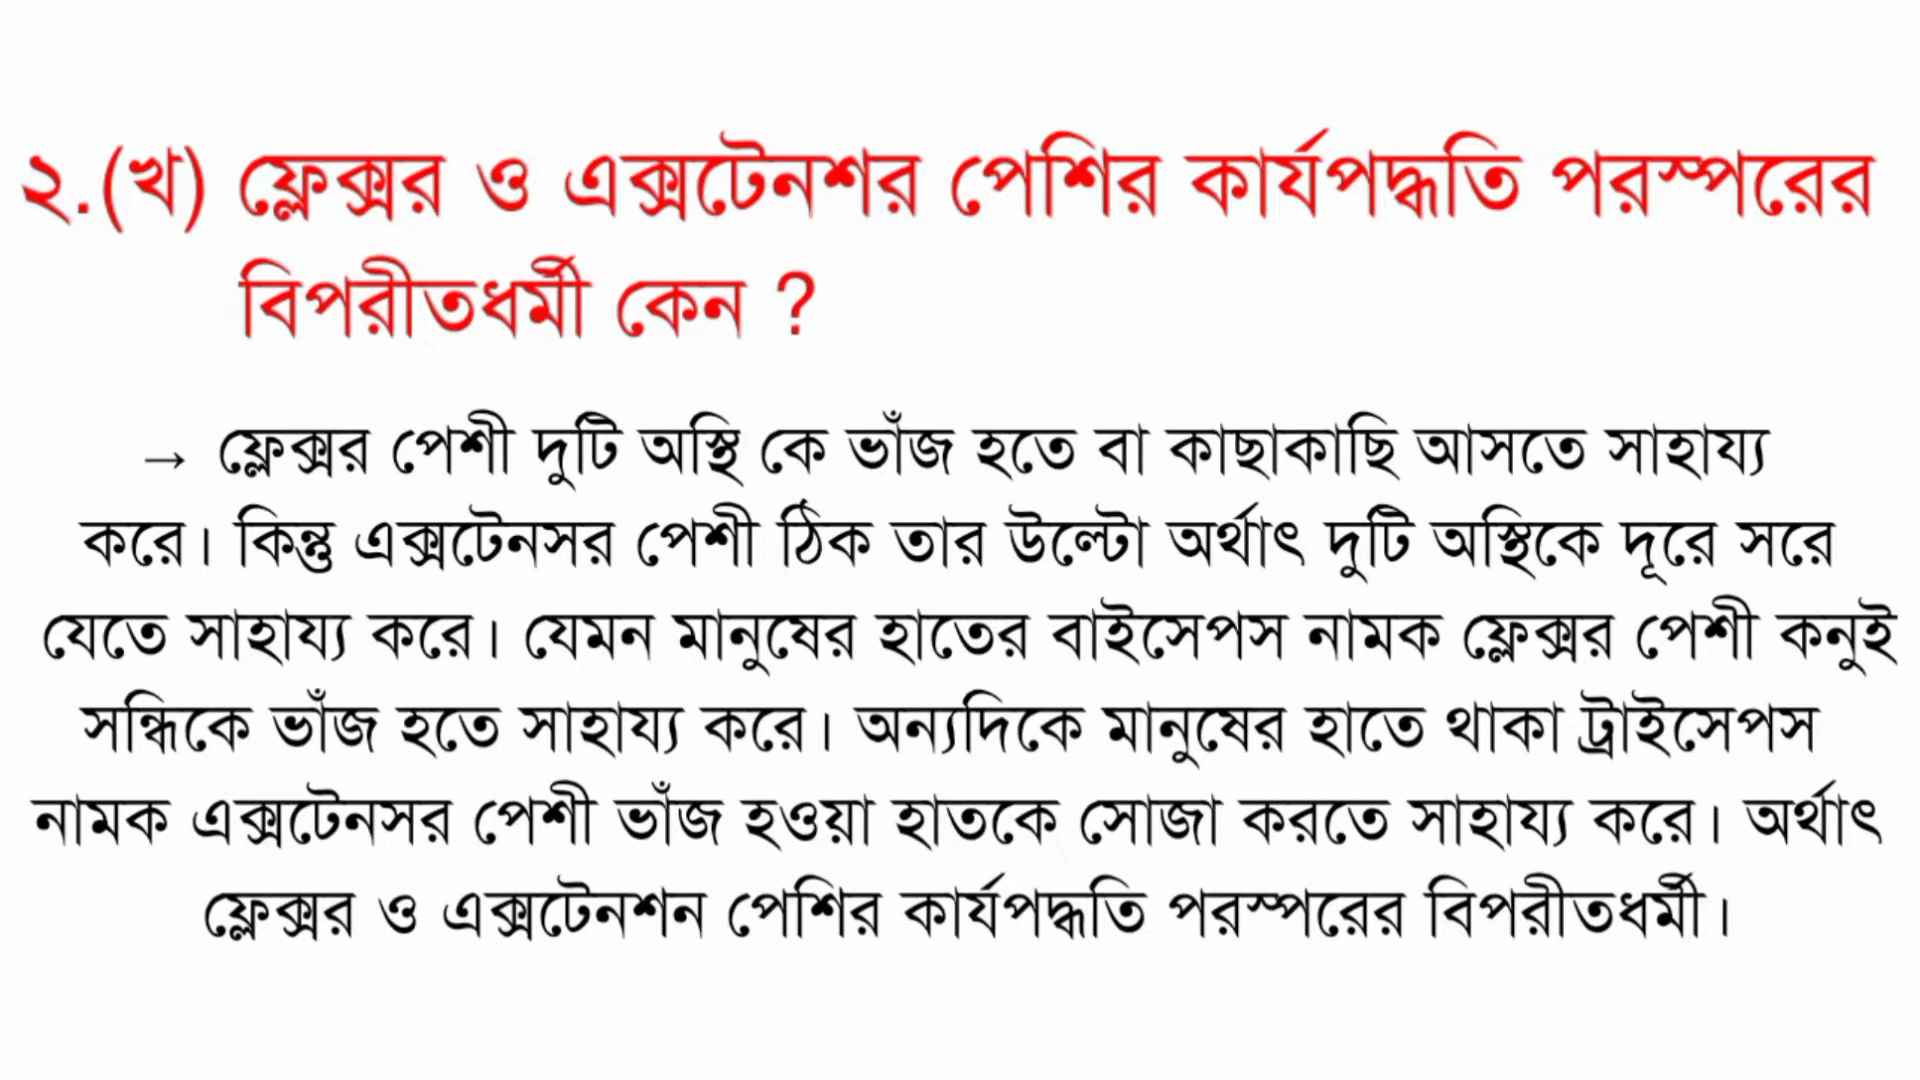 ২.(খ) ফ্লেক্সর ও এক্সটেনশর পেশির কার্যপদ্ধতি পরস্পরের
বিপরীতধর্মী কেন ?
→ ফ্লেক্সর পেশী দুটি অস্থি কে ভাঁজ হতে বা কাছাকাছি আসতে সাহায্য
করে। কিন্তু এক্সটেনসর পেশী ঠিক তার উল্টো অর্থাৎ দুটি অস্থিকে দূরে সরে
যেতে সাহায্য করে। যেমন মানুষের হাতের বাইসেপস নামক ফ্লেক্সর পেশী কনুই
সন্ধিকে ভাঁজ হতে সাহায্য করে। অন্যদিকে মানুষের হাতে থাকা ট্রাইসেপস
নামক এক্সটেনসর পেশী ভাঁজ হওয়া হাতকে সোজা করতে সাহায্য করে। অর্থাৎ
ফ্লেক্সর ও এক্সটেনশন পেশির কার্যপদ্ধতি পরস্পরের বিপরীতধর্মী।